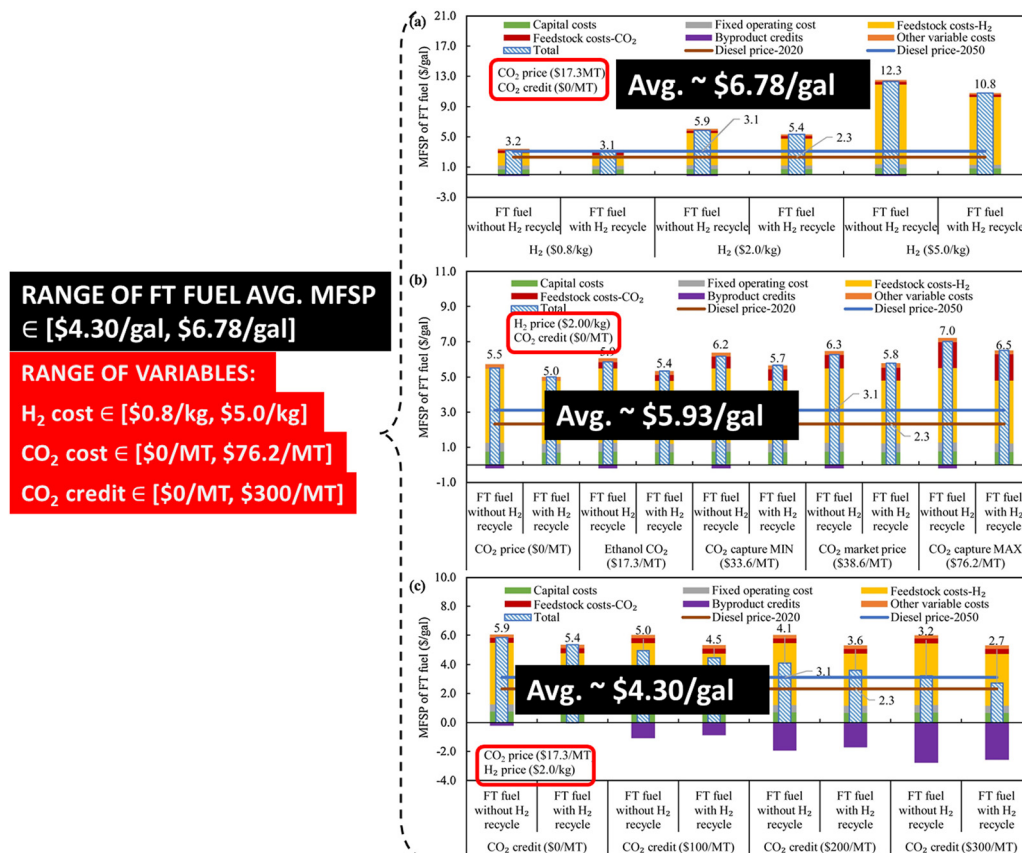 RANGE OF FT FUEL AVG. MFSP
∈ [$4.30/gal, $6.78/gal]
RANGE OF VARIABLES:
H₂ cost ∈ [$0.8/kg, $5.0/kg]
CO₂ cost ∈ [$0/MT, $76.2/MT]
CO₂ credit ∈ [$0/MT, $300/MT]
(a)
MFSP of FT fuel ($/gal)
21.0
17.0
13.0
9.0
5.0
1.0
-3.0
Capital costs
Fixed operating cost
Feedstock costs-H₂
Feedstock costs-CO₂
Byproduct credits
Other variable costs
Total
Diesel price-2020
Diesel price-2050
CO₂ price ($17.3MT)
CO₂ credit ($0/MT)
Avg. ~ $6.78/gal
3.2
3.1
5.9
3.1
5.4
2.3
12.3
10.8
FT fuel without H₂ recycle
FT fuel with H₂ recycle
FT fuel without H₂ recycle
FT fuel with H₂ recycle
FT fuel without H₂ recycle
FT fuel with H₂ recycle
H₂ ($0.8/kg)
H₂ ($2.0/kg)
H₂ ($5.0/kg)
(b)
MFSP of FT fuel ($/gal)
11.0
9.0
7.0
5.0
3.0
1.0
-1.0
Capital costs
Fixed operating cost
Feedstock costs-H₂
Feedstock costs-CO₂
Byproduct credits
Other variable costs
Total
Diesel price-2020
Diesel price-2050
H₂ price ($2.00/kg)
CO₂ credit ($0/MT)
Avg. ~ $5.93/gal
5.5
5.0
5.9
5.4
6.2
5.7
6.3
5.8
7.0
6.5
3.1
2.3
FT fuel without H₂ recycle
FT fuel with H₂ recycle
FT fuel without H₂ recycle
FT fuel with H₂ recycle
FT fuel without H₂ recycle
FT fuel with H₂ recycle
FT fuel without H₂ recycle
FT fuel with H₂ recycle
FT fuel without H₂ recycle
FT fuel with H₂ recycle
CO₂ price ($0/MT)
Ethanol CO₂ ($17.3/MT)
CO₂ capture MIN ($33.6/MT)
CO₂ market price ($38.6/MT)
CO₂ capture MAX ($76.2/MT)
(c)
MFSP of FT fuel ($/gal)
10.0
8.0
6.0
4.0
2.0
0.0
-2.0
-4.0
Capital costs
Fixed operating cost
Feedstock costs-H₂
Feedstock costs-CO₂
Byproduct credits
Other variable costs
Total
Diesel price-2020
Diesel price-2050
5.9
5.4
5.0
4.5
4.1
3.6
3.2
2.7
3.1
2.3
Avg. ~ $4.30/gal
CO₂ price ($17.3/MT
H₂ price ($2.0/kg)
FT fuel without H₂ recycle
FT fuel with H₂ recycle
FT fuel without H₂ recycle
FT fuel with H₂ recycle
FT fuel without H₂ recycle
FT fuel with H₂ recycle
FT fuel without H₂ recycle
FT fuel with H₂ recycle
CO₂ credit ($0/MT)
CO₂ credit ($100/MT)
CO₂ credit ($200/MT)
CO₂ credit ($300/MT)